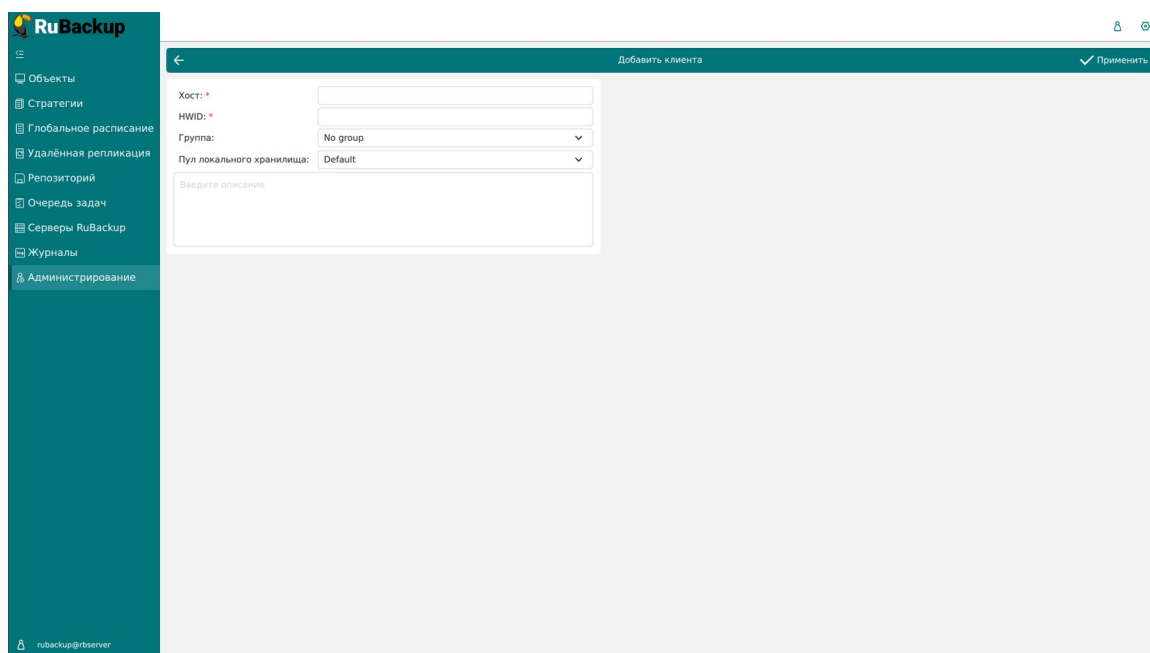 RuBackup
Добавить клиента
Применить
Объекты
Стратегии
Глобальное расписание
Удалённая репликация
Репозиторий
Очередь задач
Серверы RuBackup
Журналы
Администрирование
Хост: *
HWID: *
Группа: No group
Пул локального хранилища: Default
Введите описание
rubackup@rbserver